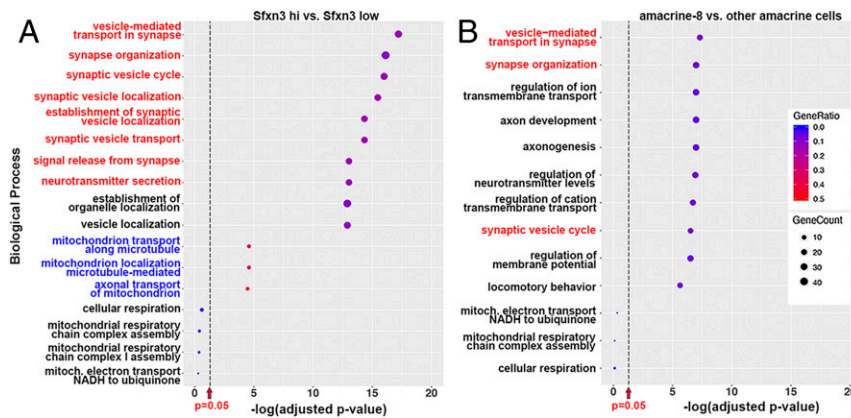 A
Sfxn3 hi vs. Sfxn3 low
Biological Process
vesicle-mediated
transport in synapse
synapse organization
synaptic vesicle cycle
synaptic vesicle localization
establishment of synaptic
vesicle localization
synaptic vesicle transport
signal release from synapse
neurotransmitter secretion
establishment of
organelle localization
vesicle localization
mitochondrion transport
along microtubule
mitochondrion localization
microtubule-mediated
axonal transport
of mitochondrion
cellular respiration
mitochondrial respiratory
chain complex assembly
mitochondrial respiratory
chain complex I assembly
mitoch. electron transport
NADH to ubiquinone
0 5 10 15 20
p=0.05
-log(adjusted p-value)
B
amacrine-8 vs. other amacrine cells
vesicle-mediated
transport in synapse
synapse organization
regulation of ion
transmembrane transport
axon development
axonogenesis
regulation of
neurotransmitter levels
regulation of cation
transmembrane transport
synaptic vesicle cycle
regulation of
membrane potential
locomotory behavior
mitoch. electron transport
NADH to ubiquinone
mitochondrial respiratory
chain complex assembly
cellular respiration
0 5 10 15 20
p=0.05
-log(adjusted p-value)
GeneRatio
0.0
0.1
0.2
0.3
0.4
0.5
GeneCount
10
20
30
40